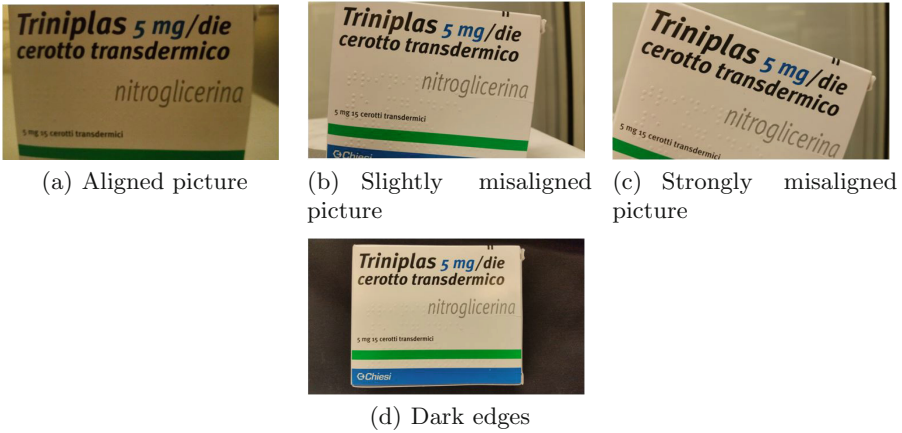 Triniplas 5 mg/die
cerotto transdermico
nitroglicerina
5 mg 15 cerotti transdermici
(a) Aligned picture
Triniplas 5 mg/die
cerotto transdermico
nitroglicerina
5 mg 15 cerotti transdermici
Chiesi
(b) Slightly misaligned
picture
Triniplas 5 mg/die
cerotto transdermico
nitroglicerina
5 mg 15 cerotti transdermici
(c) Strongly misaligned
picture
Triniplas 5 mg/die
cerotto transdermico
nitroglicerina
5 mg 15 cerotti transdermici
Chiesi
(d) Dark edges